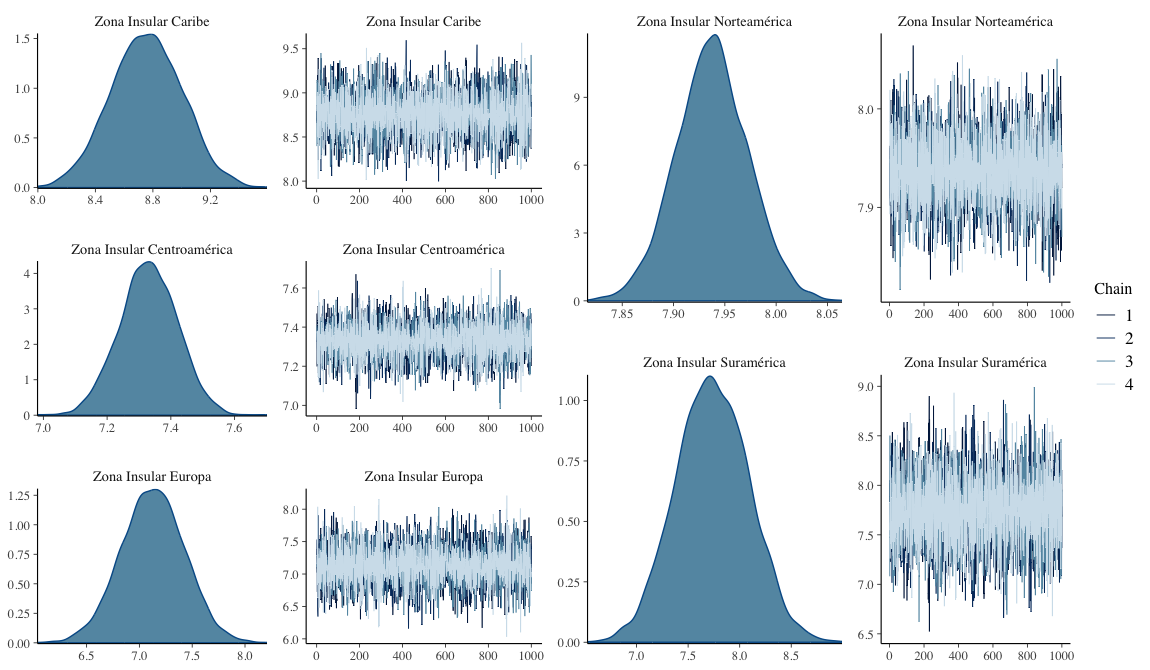 Zona Insular Caribe
1.5
1.0
0.5
0.0
8.0 8.4 8.8 9.2
Zona Insular Caribe
9.5
9.0
8.5
8.0
0 200 400 600 800 1000
Zona Insular Centroamérica
4
3
2
1
0
7.0 7.2 7.4 7.6
Zona Insular Centroamérica
7.6
7.4
7.2
7.0
0 200 400 600 800 1000
Zona Insular Europa
1.25
1.00
0.75
0.50
0.25
0.00
6.5 7.0 7.5 8.0
Zona Insular Europa
8.0
7.5
7.0
6.5
6.0
0 200 400 600 800 1000
Zona Insular Norteamérica
9
6
3
0
7.85 7.90 7.95 8.00 8.05
Zona Insular Norteamérica
8.0
7.9
0 200 400 600 800 1000
Zona Insular Suramérica
1.00
0.75
0.50
0.25
0.00
7.0 7.5 8.0 8.5
Zona Insular Suramérica
9.0
8.5
8.0
7.5
7.0
6.5
0 200 400 600 800 1000
Chain
1
2
3
4